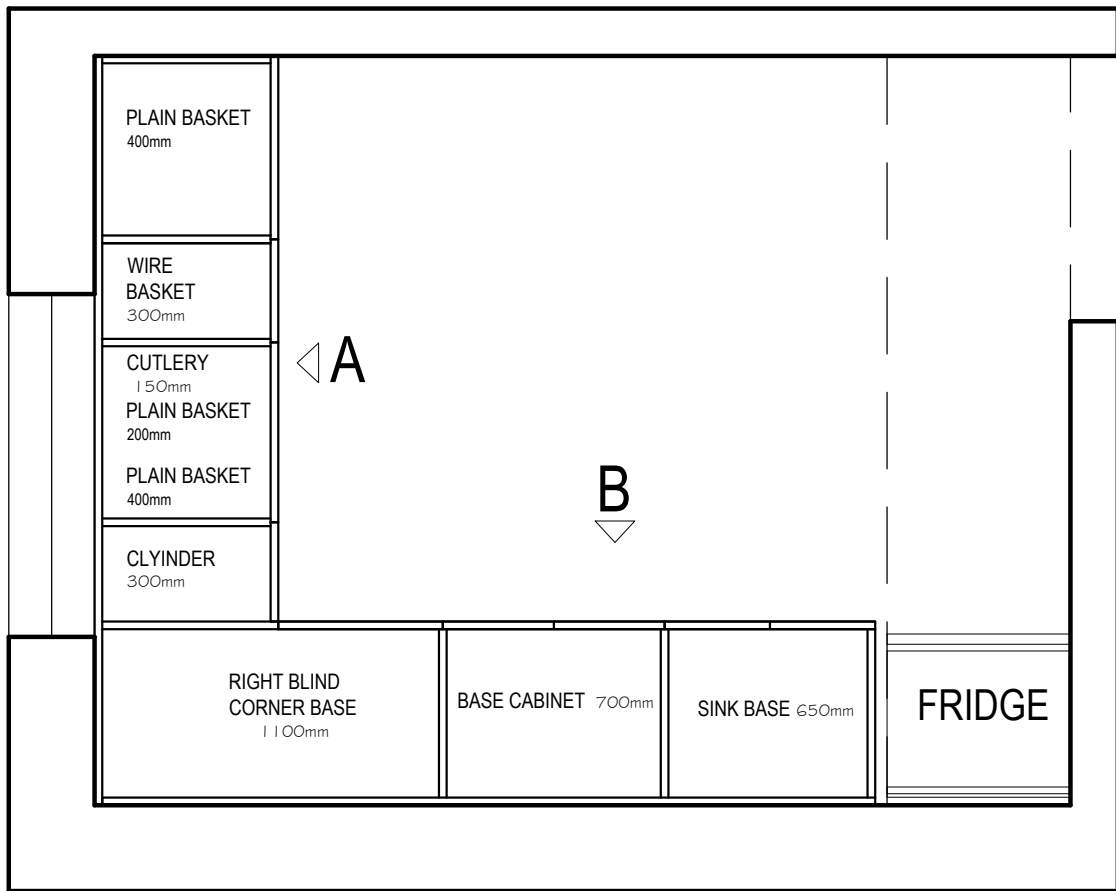 PLAIN BASKET
400mm
WIRE
BASKET
300mm
CUTLERY
150mm
PLAIN BASKET
200mm
PLAIN BASKET
400mm
CLYINDER
300mm
A
B
RIGHT BLIND
CORNER BASE
1100mm
BASE CABINET 700mm
SINK BASE 650mm
FRIDGE